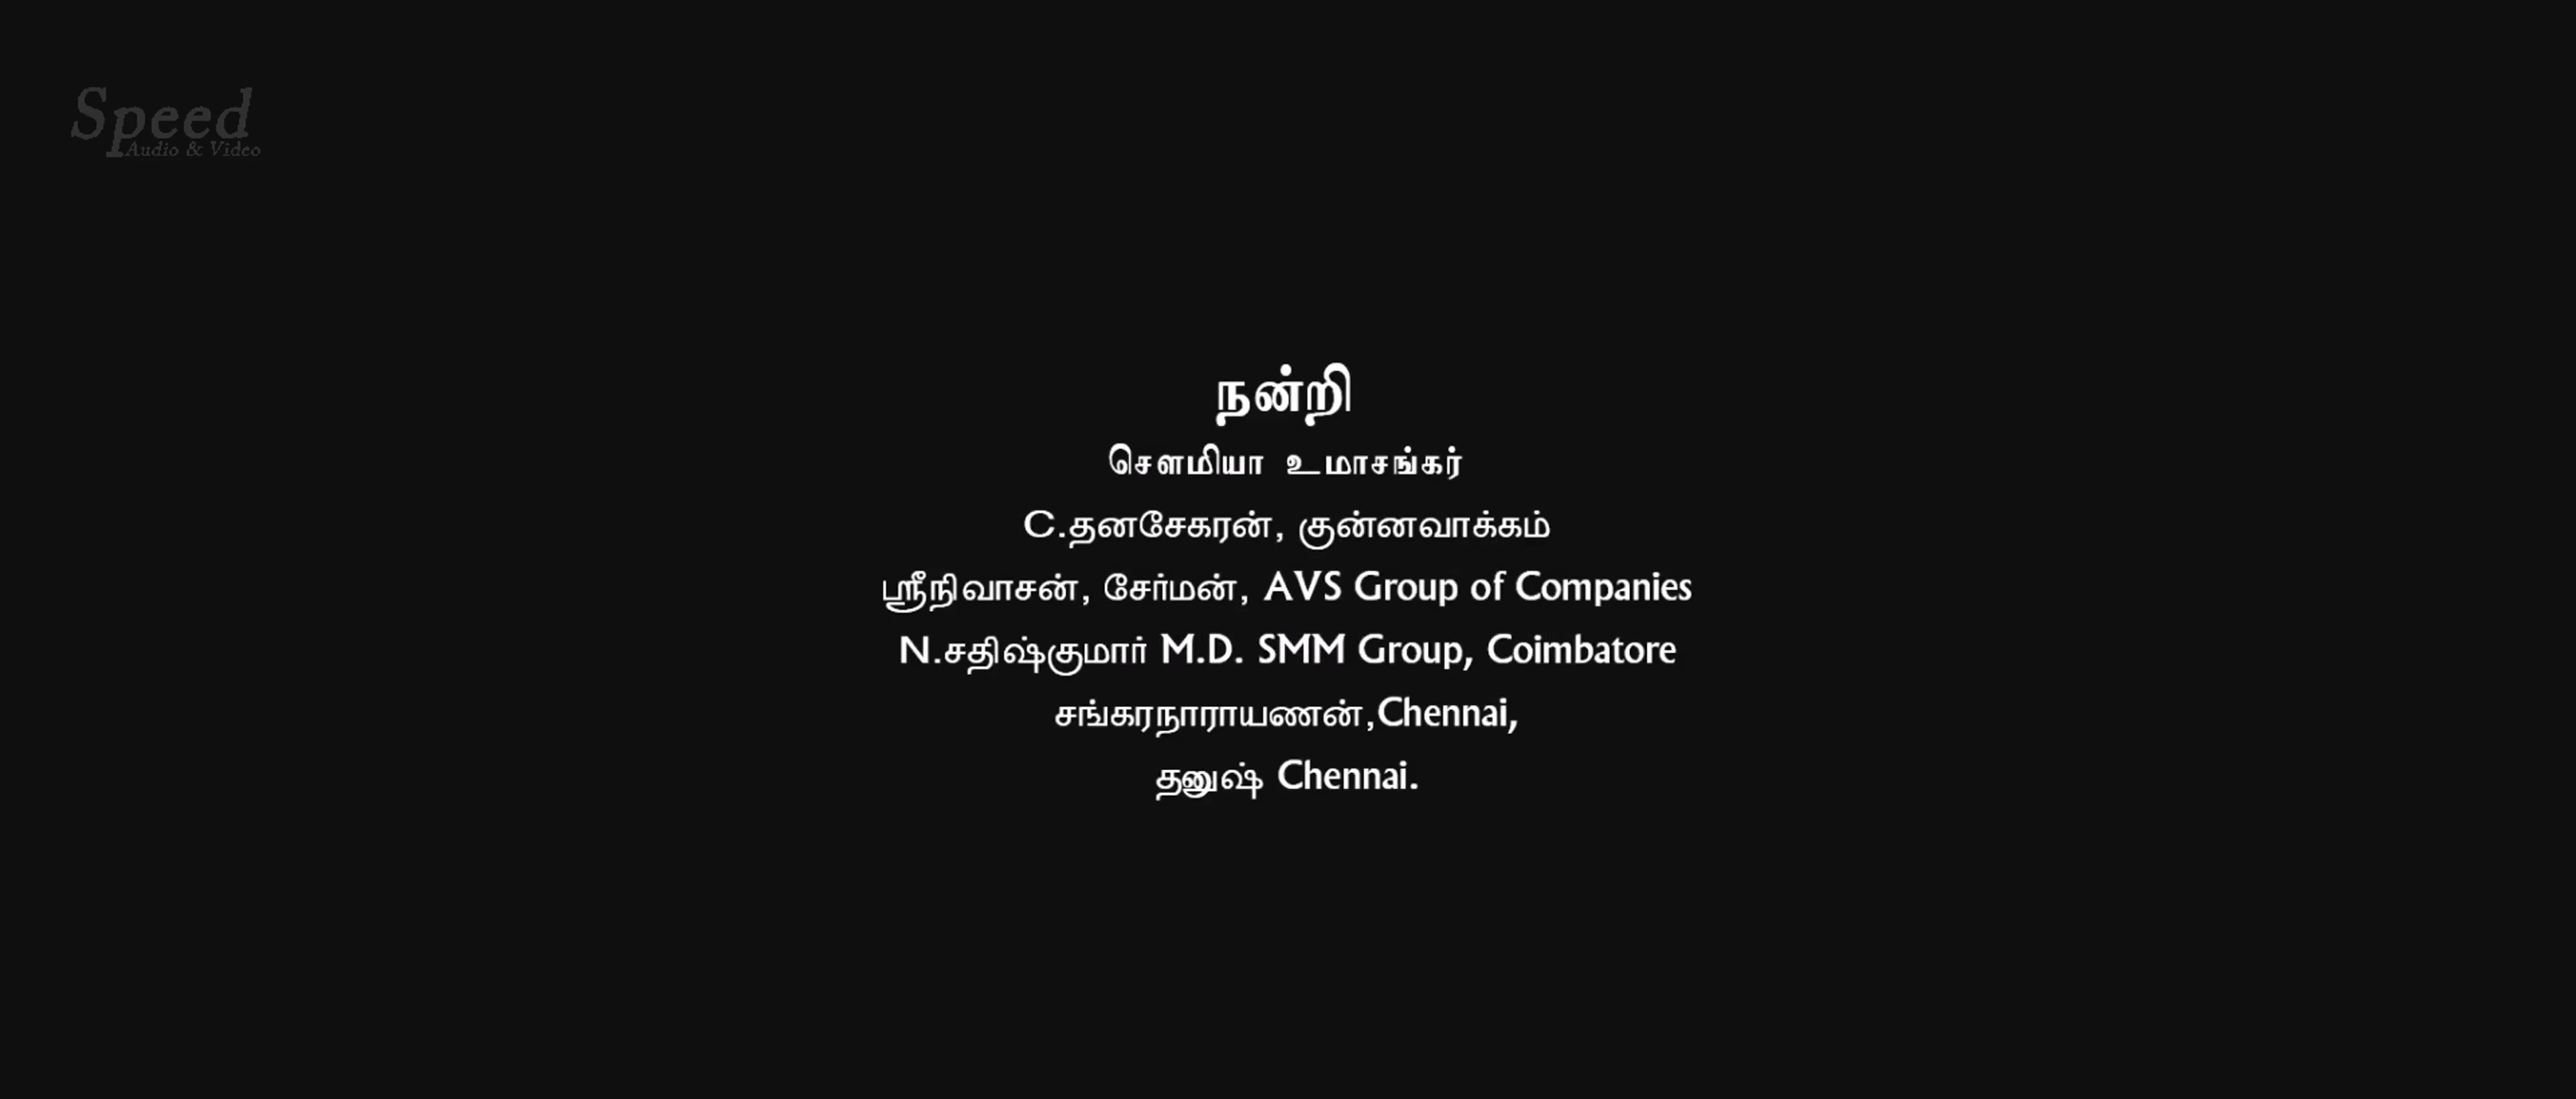 Speed
Audio & Video
நன்றி
சௌமியா உமாசங்கர்
C.தனசேகரன், குன்னவாக்கம்
ஸ்ரீநிவாசன், சேர்மன், AVS Group of Companies
N.சதிஷ்குமார் M.D. SMM Group, Coimbatore
சங்கரநாராயணன்,Chennai,
தனுஷ் Chennai.